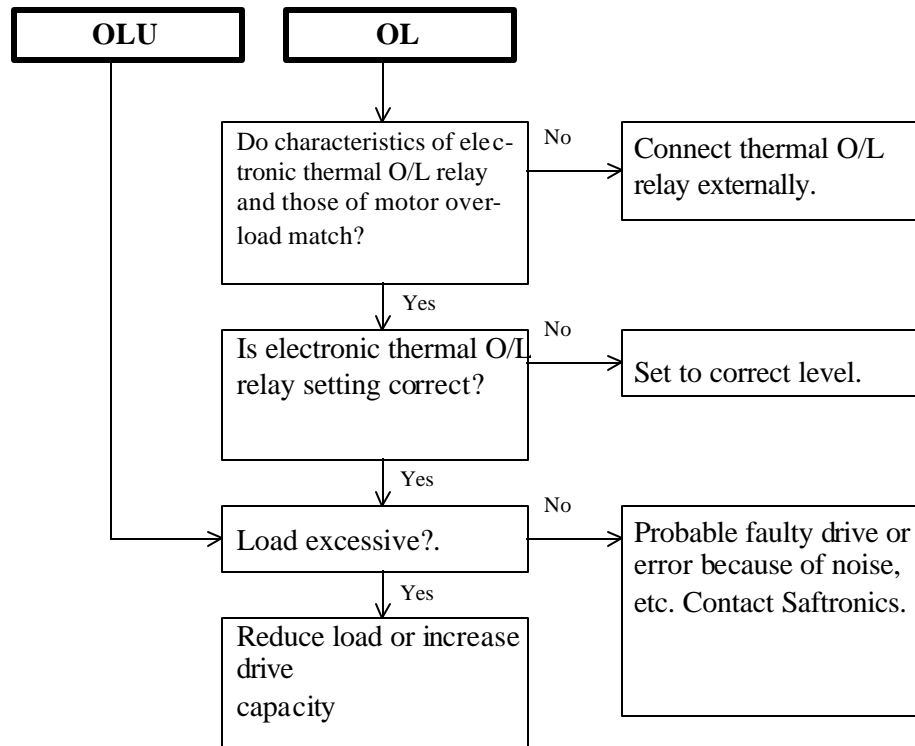 OLU
OL
Do characteristics of elec-
tronic thermal O/L relay
and those of motor over-
load match?
No
Connect thermal O/L
relay externally.
Yes
Is electronic thermal O/L
relay setting correct?
No
Set to correct level.
Yes
Load excessive?.
No
Probable faulty drive or
error because of noise,
etc. Contact Saftronics.
Yes
Reduce load or increase
drive
capacity